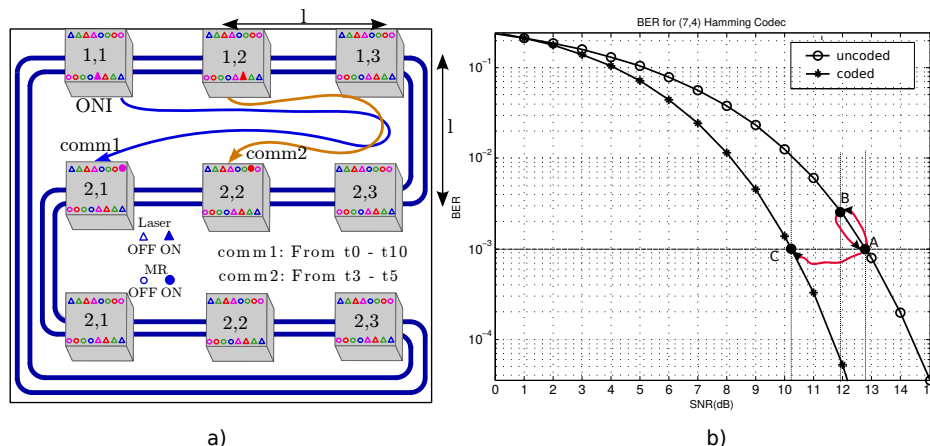 l
1,1
1,2
1,3
ONI
l
comm1
comm2
2,1
2,2
2,3
Laser
OFF ON
MR
OFF ON
comm1: From t0 - t10
comm2: From t3 - t5
2,1
2,2
2,3
a)
BER for (7,4) Hamming Codec
uncoded
coded
10⁻¹
10⁻²
10⁻³
10⁻⁴
BER
B
A
C
0 1 2 3 4 5 6 7 8 9 10 11 12 13 14 1
SNR(dB)
b)